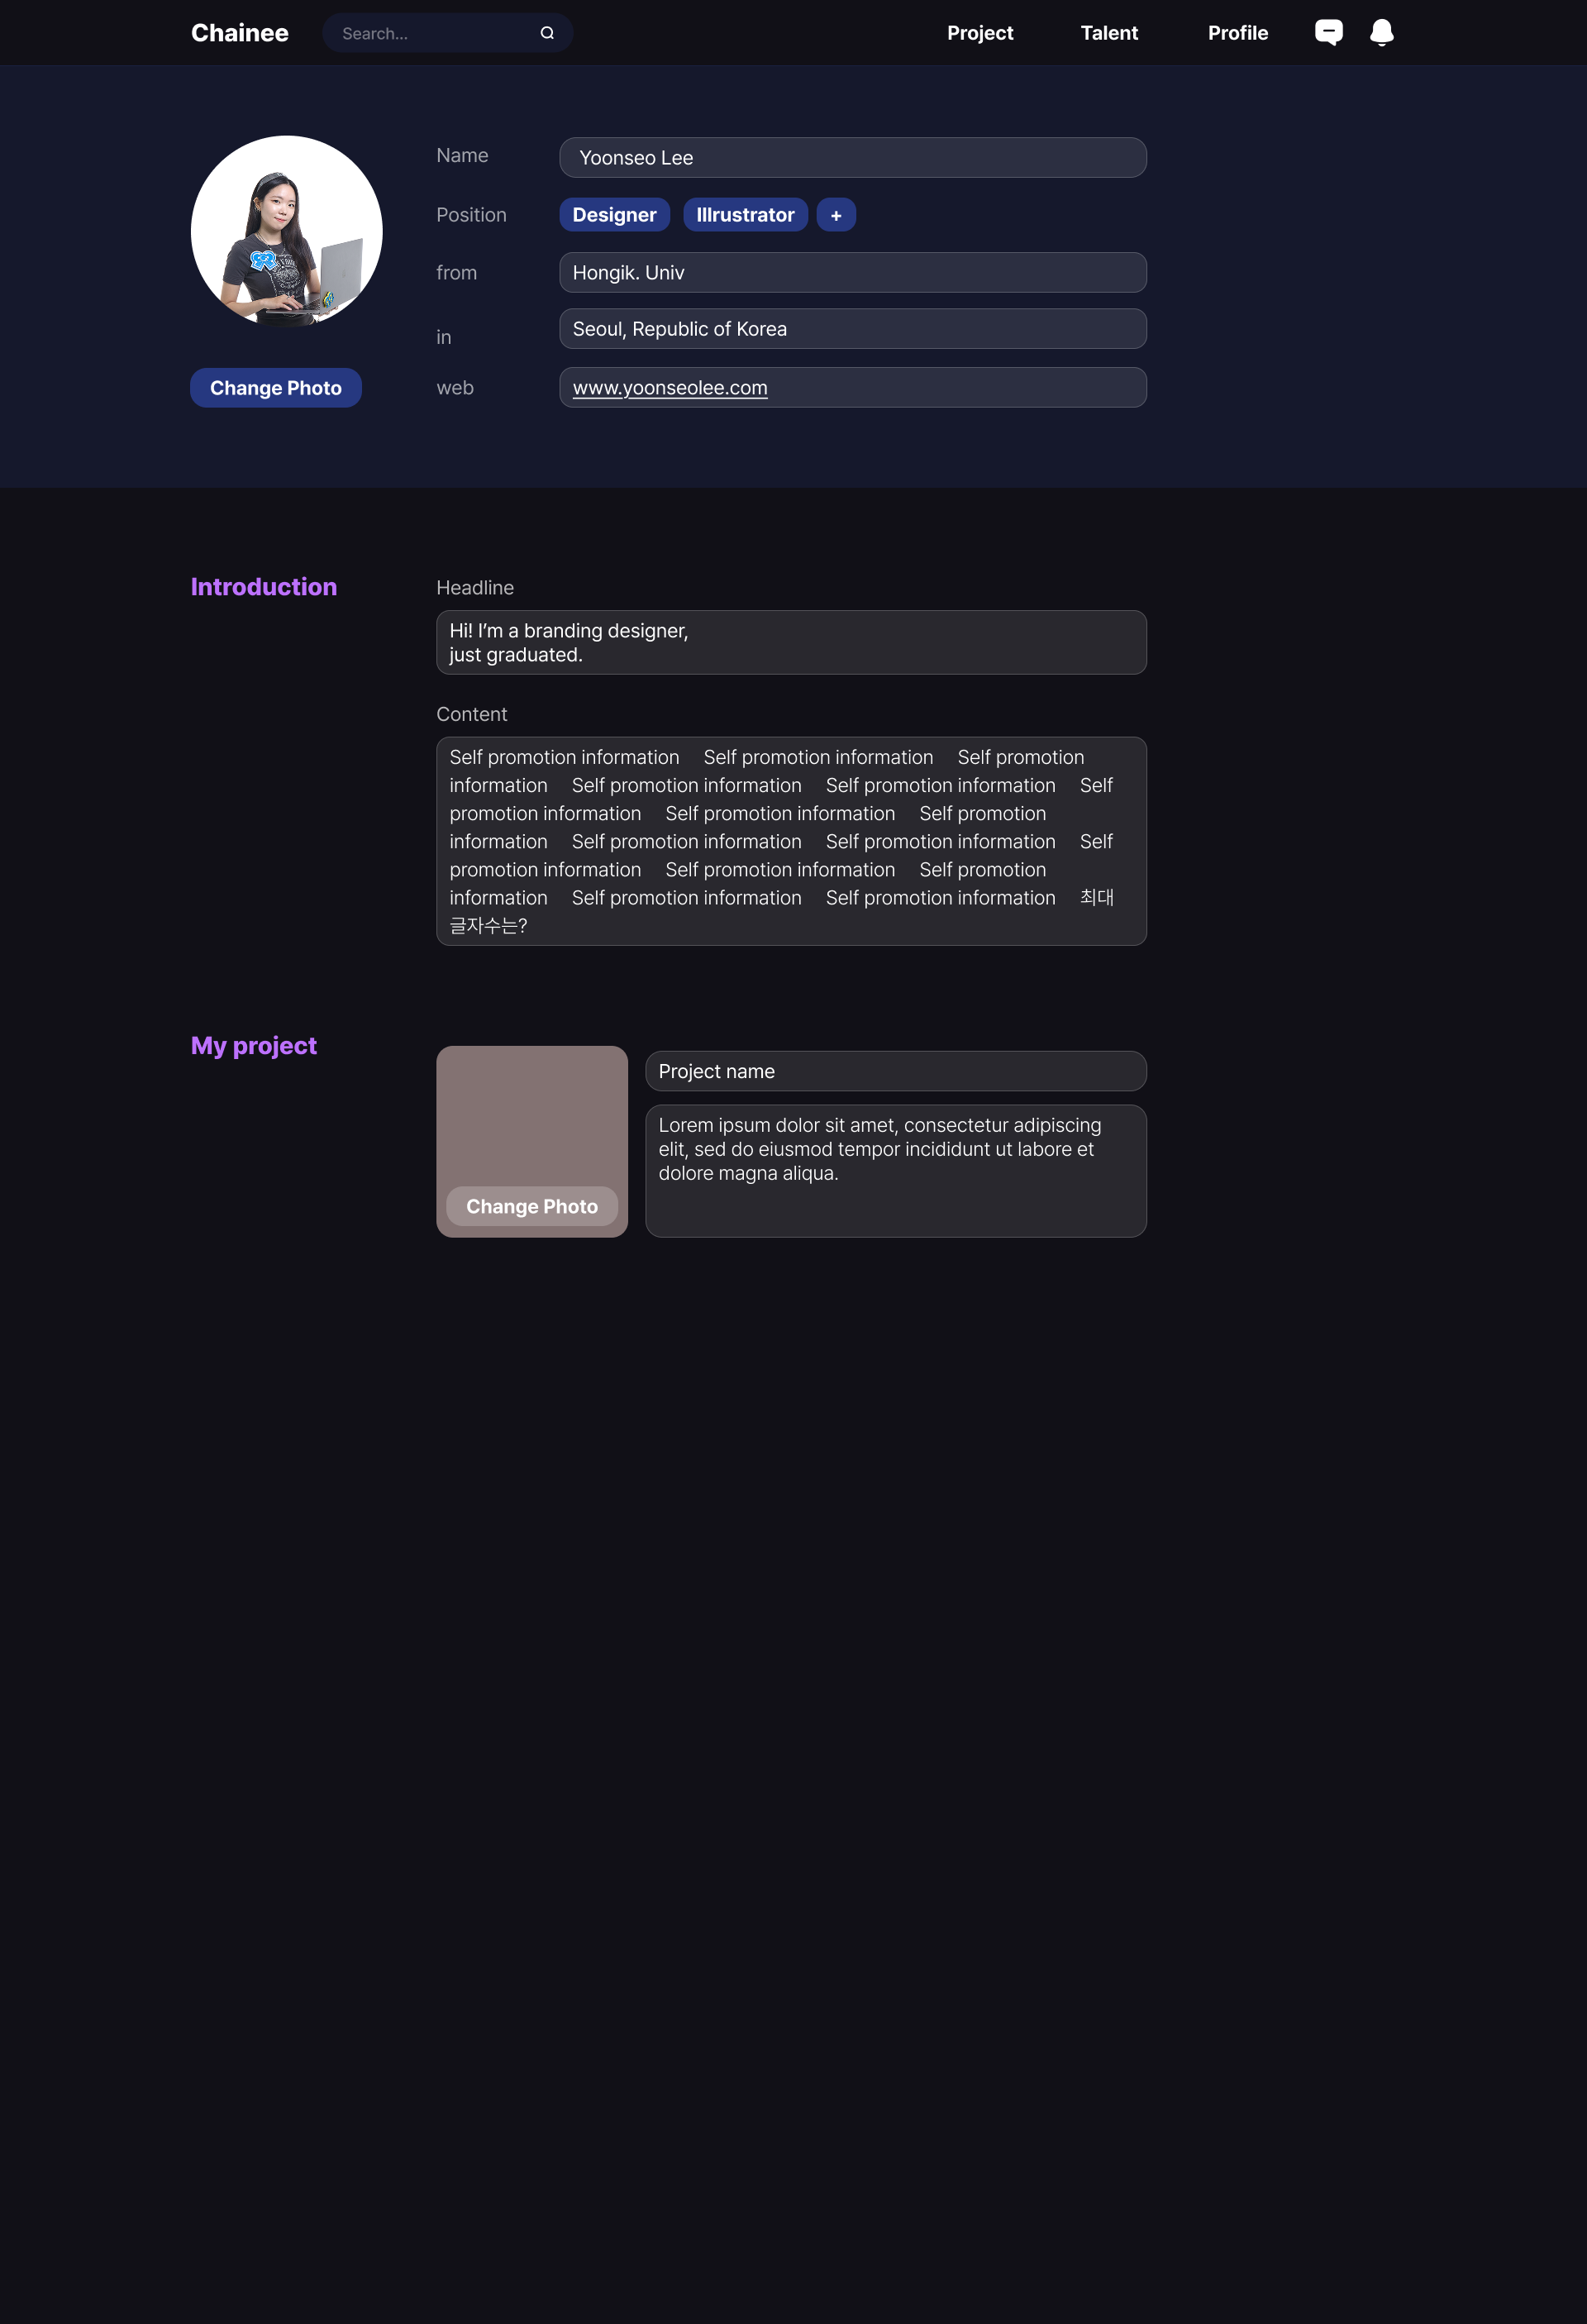 Chainee Search... Project Talent Profile
Name Yoonseo Lee
Position Designer Illrustrator +
from Hongik. Univ
in Seoul, Republic of Korea
Change Photo web www.yoonseolee.com
Introduction
Headline
Hi! I’m a branding designer,
just graduated.
Content
Self promotion information Self promotion information Self promotion
information Self promotion information Self promotion information Self
promotion information Self promotion information Self promotion
information Self promotion information Self promotion information Self
promotion information Self promotion information Self promotion
information Self promotion information Self promotion information 최대
글자수는?
My project
Project name
Lorem ipsum dolor sit amet, consectetur adipiscing
elit, sed do eiusmod tempor incididunt ut labore et
dolore magna aliqua.
Change Photo